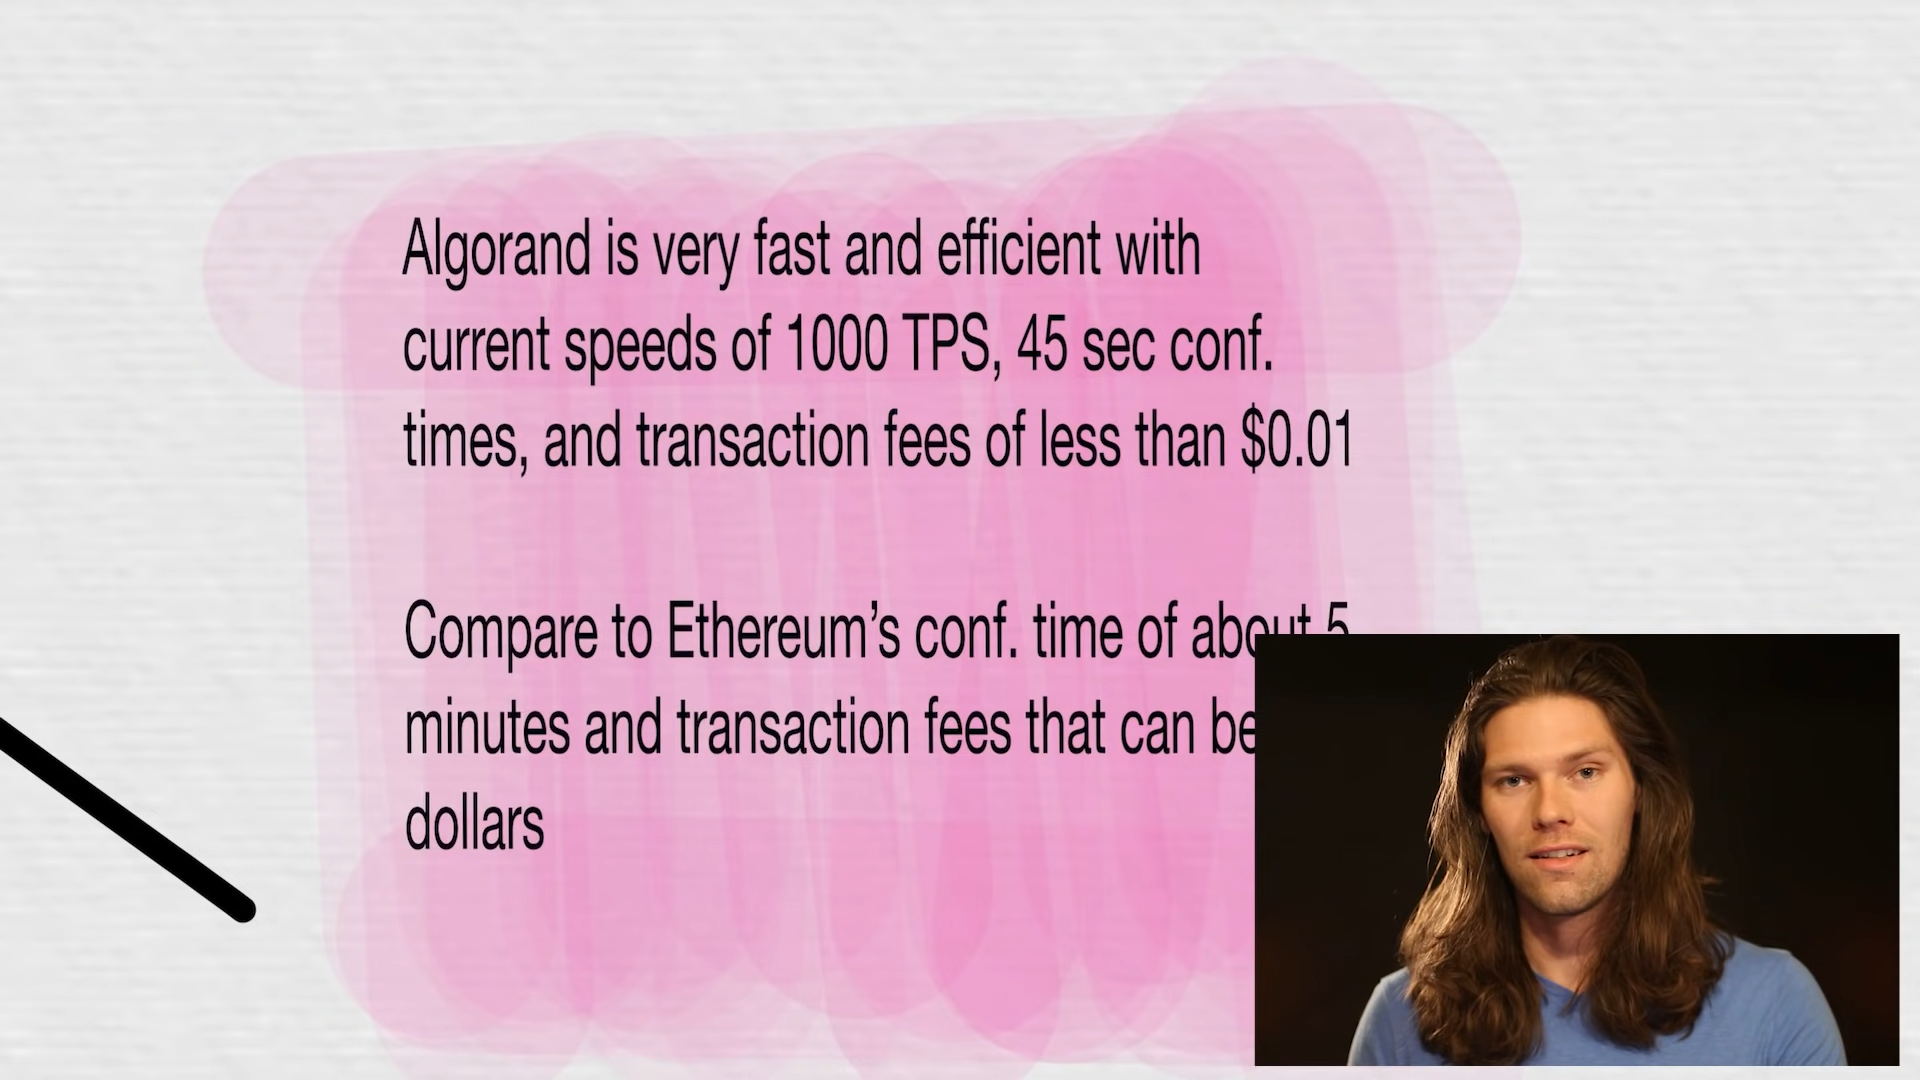 Algorand is very fast and efficient with
current speeds of 1000 TPS, 45 sec conf.
times, and transaction fees of less than $0.01
Compare to Ethereum’s conf. time of about 5
minutes and transaction fees that can be
dollars